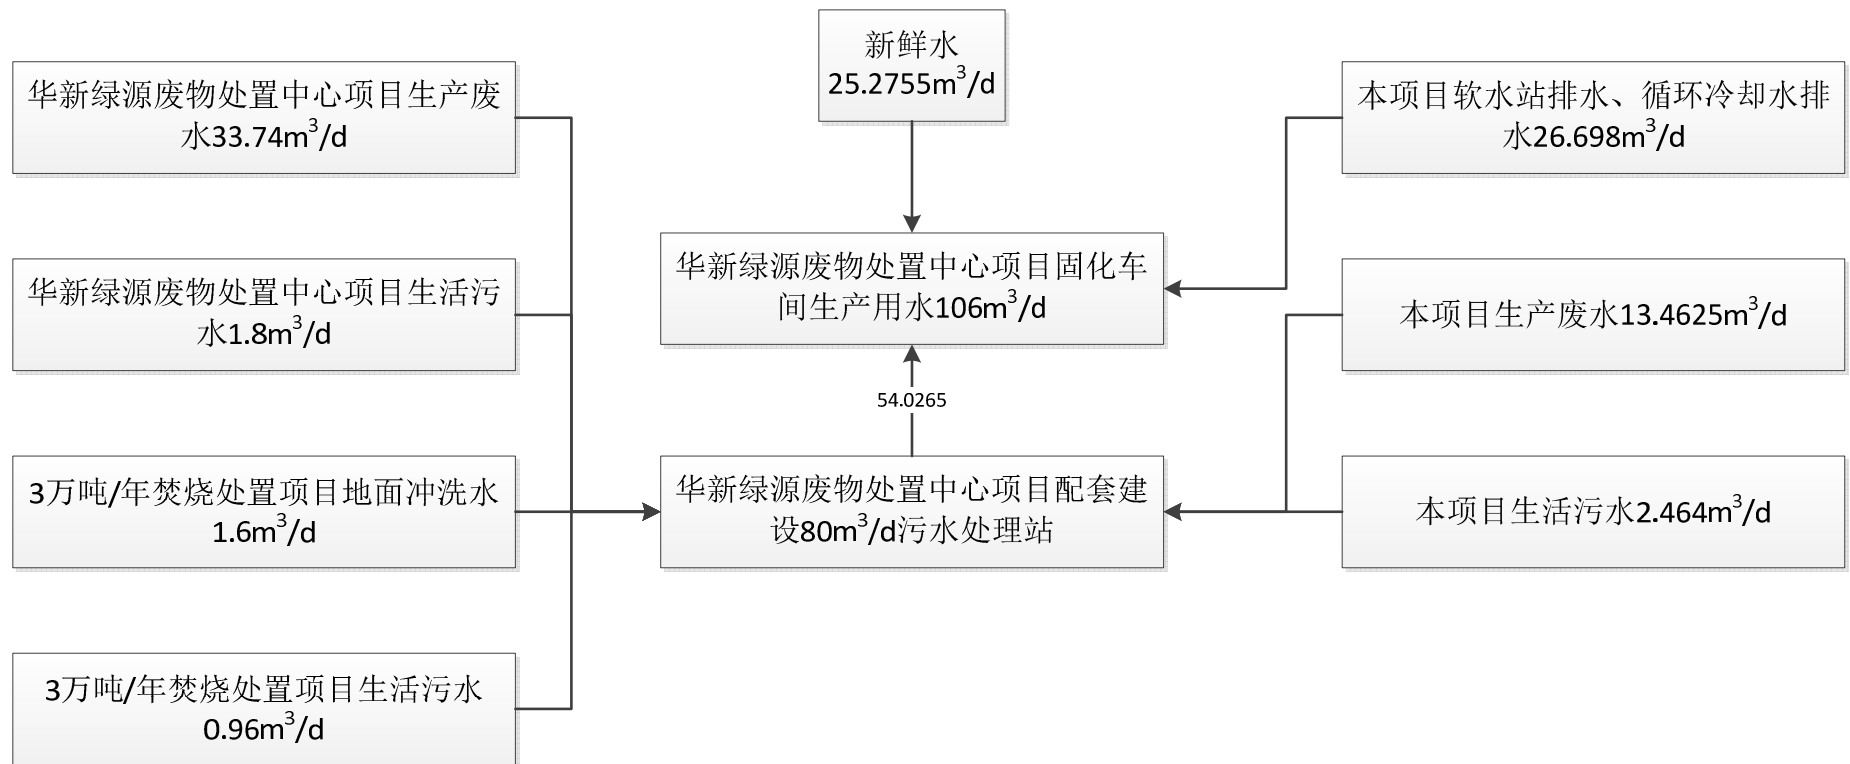 新鲜水
25.2755m³/d
华新绿源废物处置中心项目生产废
水33.74m³/d
本项目软水站排水、循环冷却水排
水26.698m³/d
华新绿源废物处置中心项目固化车
间生产用水106m³/d
华新绿源废物处置中心项目生活污
水1.8m³/d
本项目生产废水13.4625m³/d
54.0265
3万吨/年焚烧处置项目地面冲洗水
1.6m³/d
华新绿源废物处置中心项目配套建
设80m³/d污水处理站
本项目生活污水2.464m³/d
3万吨/年焚烧处置项目生活污水
0.96m³/d